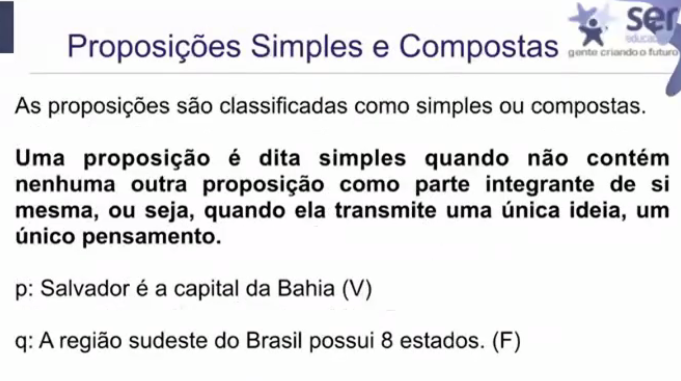 Proposições Simples e Compostas
ser
educacional
gente criando o futuro
As proposições são classificadas como simples ou compostas.
Uma proposição é dita simples quando não contém
nenhuma outra proposição como parte integrante de si
mesma, ou seja, quando ela transmite uma única ideia, um
único pensamento.
p: Salvador é a capital da Bahia (V)
q: A região sudeste do Brasil possui 8 estados. (F)